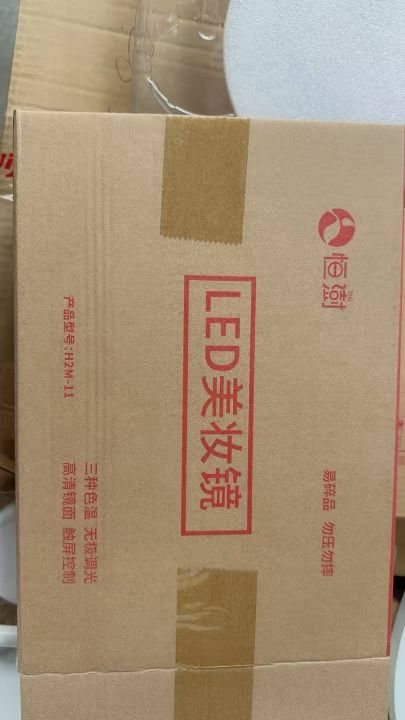 恒澍
易碎品 勿压勿摔
LED美妆镜
产品型号:H2M-11
三种色温 无极调光
高清镜面 触屏控制